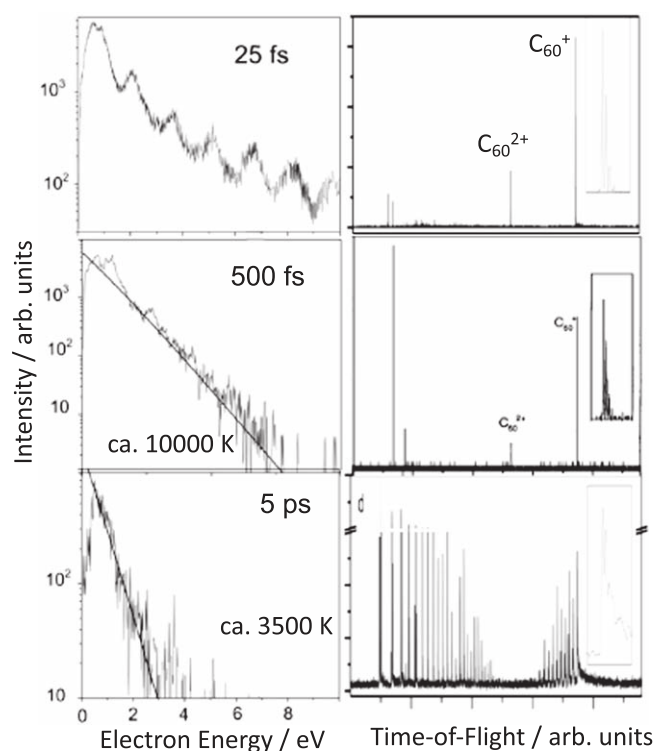 25 fs
C₆₀⁺
C₆₀²⁺
10³
10²
500 fs
C₆₀⁺
C₆₀²⁺
ca. 10000 K
10³
10²
10
5 ps
d
ca. 3500 K
10²
10
0 2 4 6 8
Intensity / arb. units
Electron Energy / eV
Time-of-Flight / arb. units